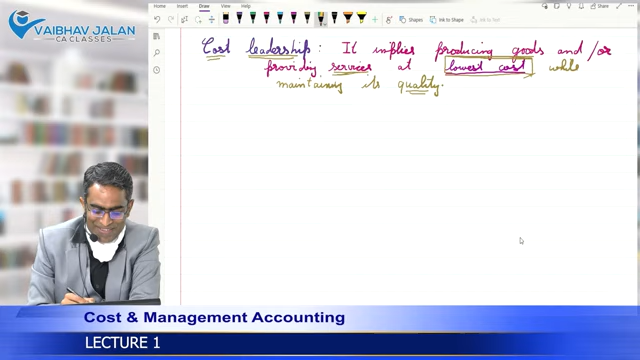 VAIBHAV JALAN
CA CLASSES
File Home Insert Draw View Help
Shapes Ink to Shape Ink to Text
Cost leadership : It implies producing goods and/or
providing services at lowest cost while
maintaining its quality.
Cost & Management Accounting
LECTURE 1